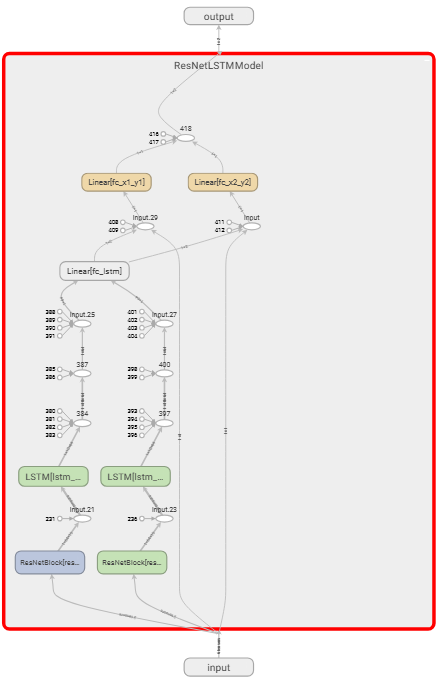 output
ResNetLSTMModel
418
416
417
Linear[fc_x1_y1]
Linear[fc_x2_y2]
Input.29
408
409
Input
411
412
Linear[fc_lstm]
Input.25
388
389
390
391
Input.27
401
402
403
404
387
385
386
400
398
399
384
380
381
382
383
397
393
394
395
396
LSTM[lstm_...
LSTM[lstm_...
Input.21
231
Input.23
236
ResNetBlock[res...
ResNetBlock[res...
input